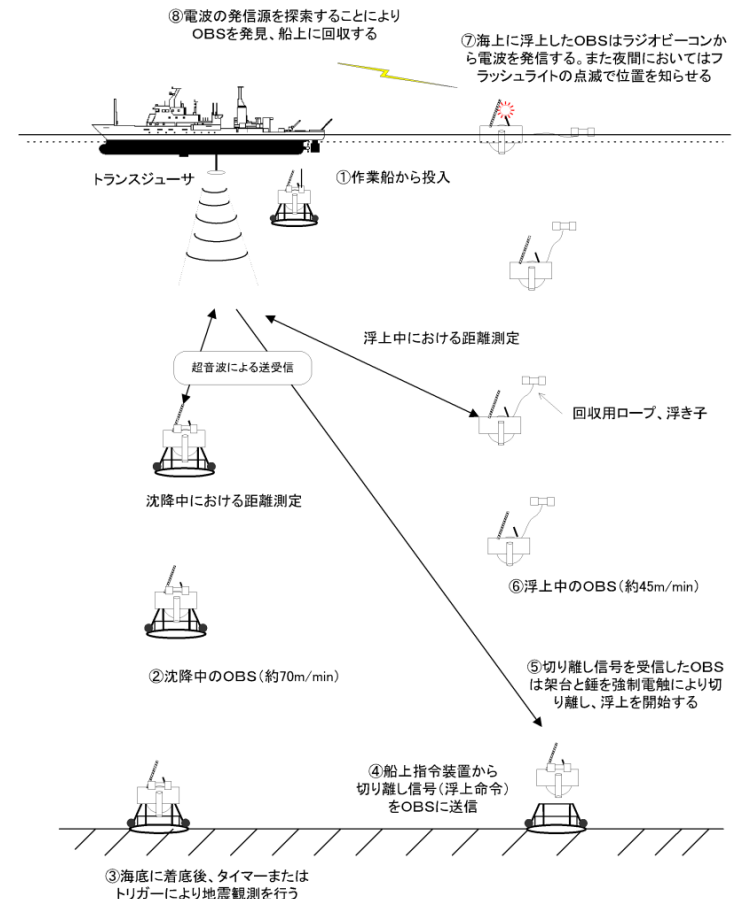 ⑧電波の発信源を探索することにより
OBSを発見、船上に回収する
⑦海上に浮上したOBSはラジオビーコンか
ら電波を発信する。また夜間においてはフ
ラッシュライトの点滅で位置を知らせる
トランスジューサ
①作業船から投入
浮上中における距離測定
超音波による送受信
回収用ロープ、浮き子
沈降中における距離測定
⑥浮上中のOBS(約45m/min)
②沈降中のOBS(約70m/min)
⑤切り離し信号を受信したOBS
は架台と錘を強制電触により切
り離し、浮上を開始する
④船上指令装置から
切り離し信号(浮上命令)
をOBSに送信
③海底に着底後、タイマーまたは
トリガーにより地震観測を行う